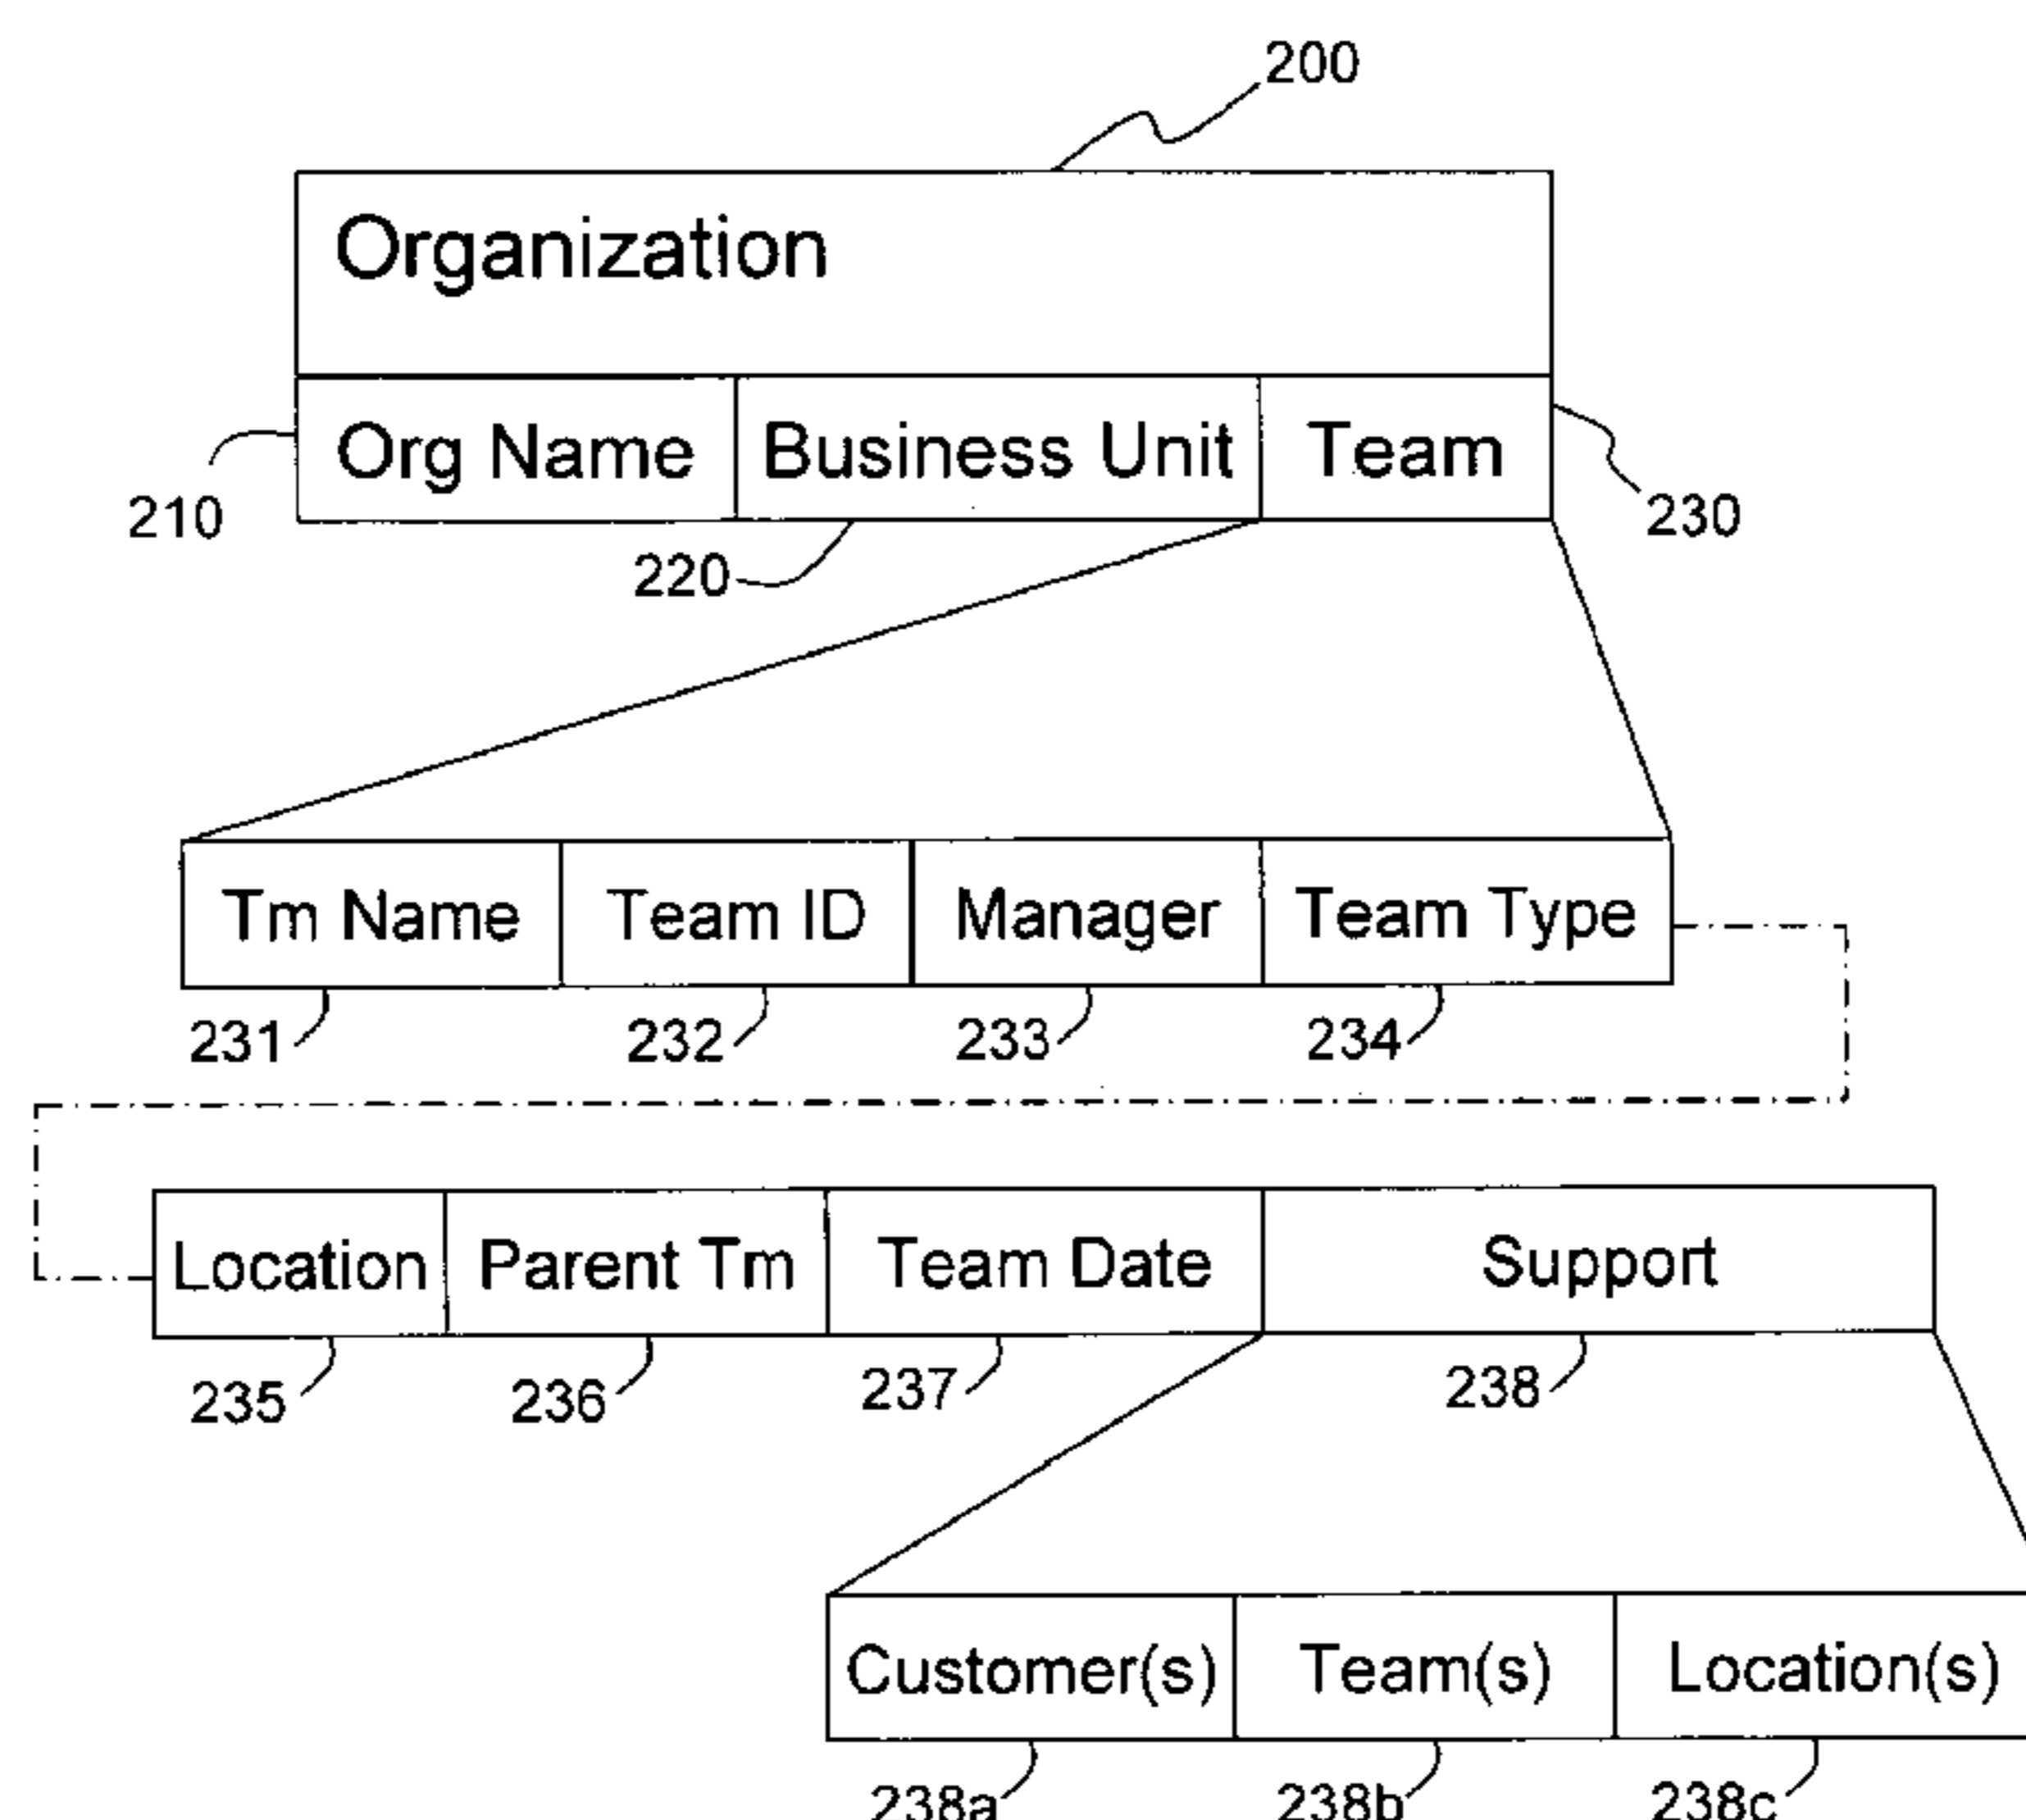 200
Organization
Org Name Business Unit Team
210
230
220
Tm Name Team ID Manager Team Type
231 232 233 234
Location Parent Tm Team Date Support
235 236 237 238
Customer(s) Team(s) Location(s)
238a 238b 238c